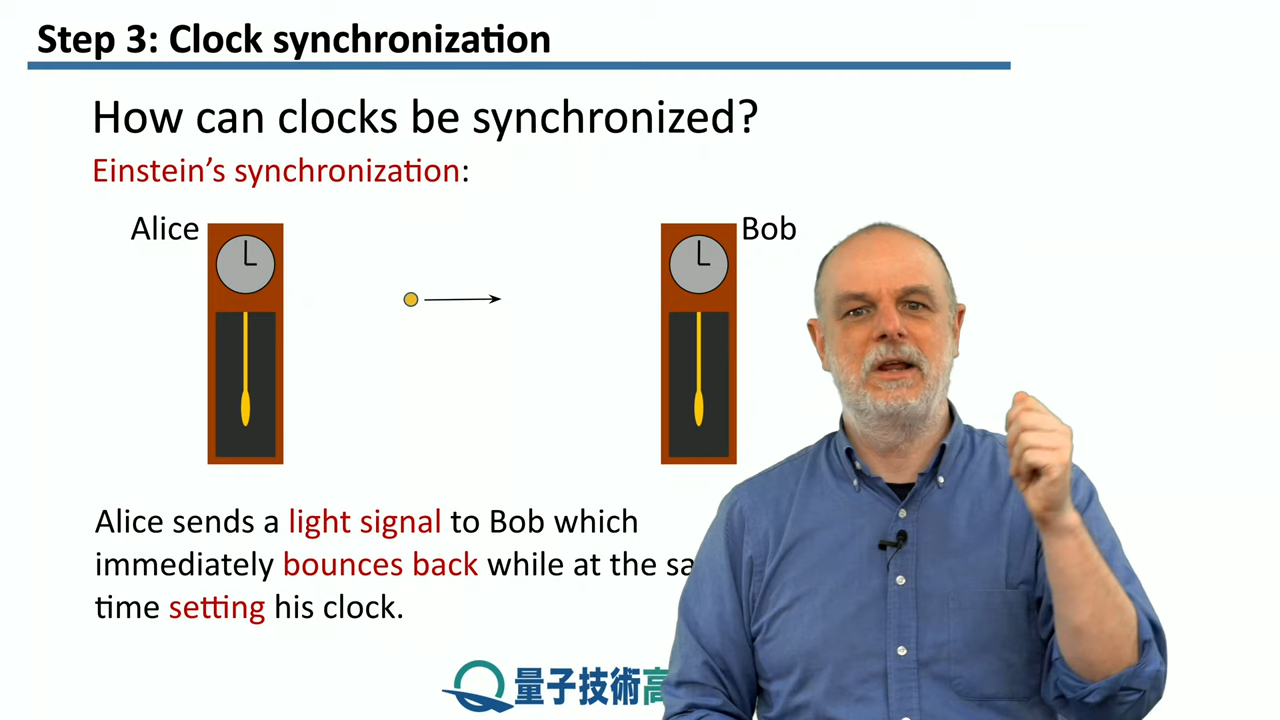 Step 3: Clock synchronization
How can clocks be synchronized?
Einstein's synchronization:
Alice
Bob
Alice sends a light signal to Bob which
immediately bounces back while at the
time setting his clock.
量子技術高